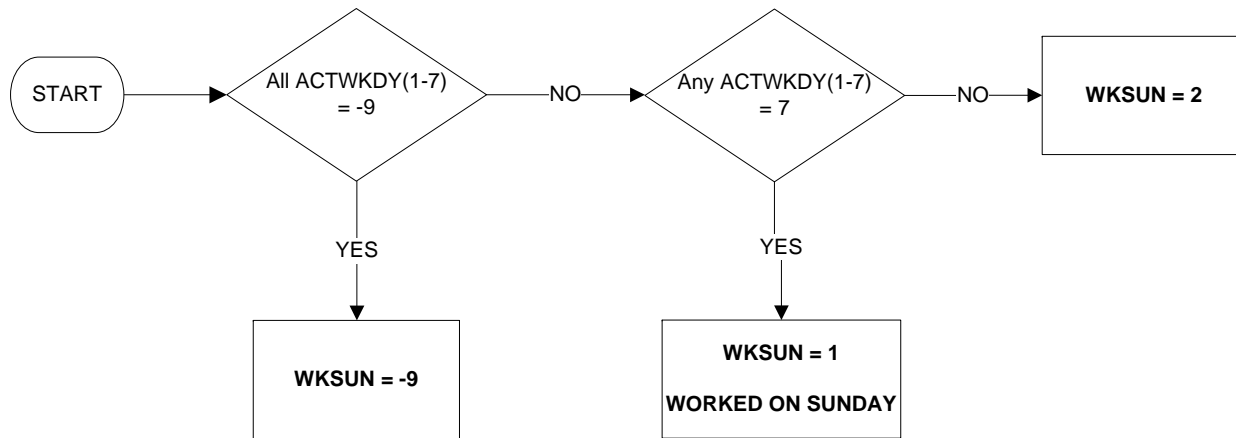 START
All ACTWKDY(1-7)
= -9
NO
Any ACTWKDY(1-7)
= 7
NO
WKSUN = 2
YES
YES
WKSUN = -9
WKSUN = 1
WORKED ON SUNDAY